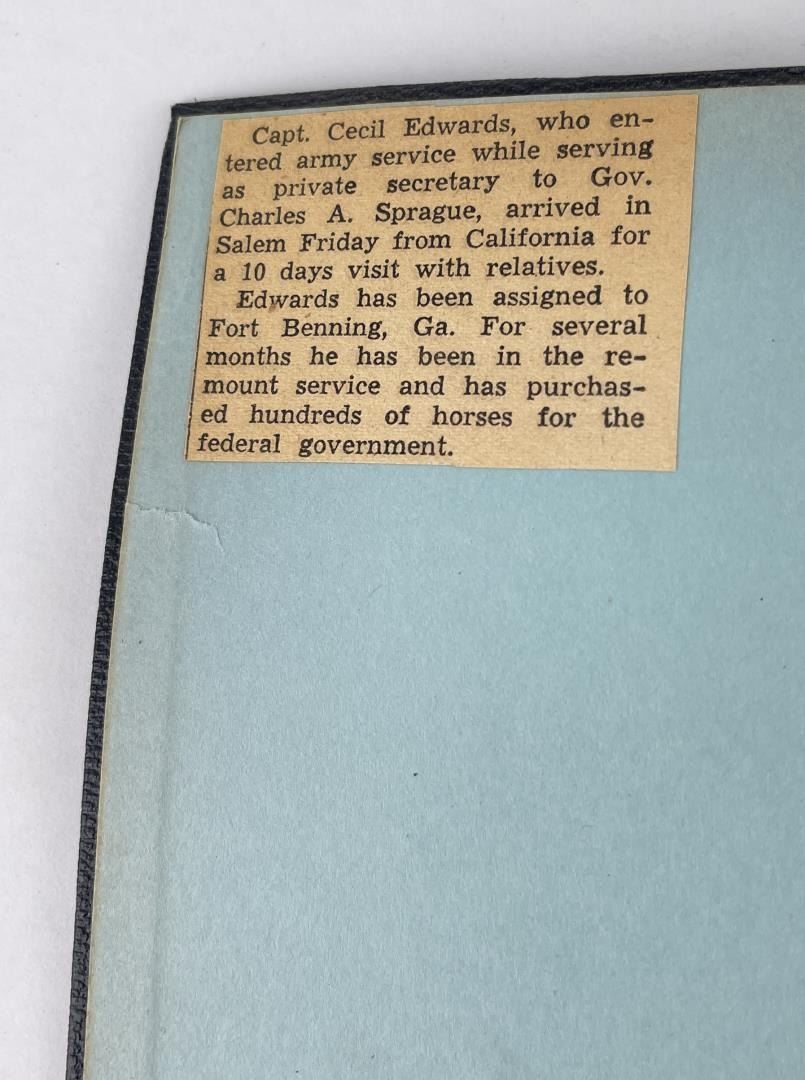 Capt. Cecil Edwards, who en-
tered army service while serving
as private secretary to Gov.
Charles A. Sprague, arrived in
Salem Friday from California for
a 10 days visit with relatives.
Edwards has been assigned to
Fort Benning, Ga. For several
months he has been in the re-
mount service and has purchas-
ed hundreds of horses for the
federal government.